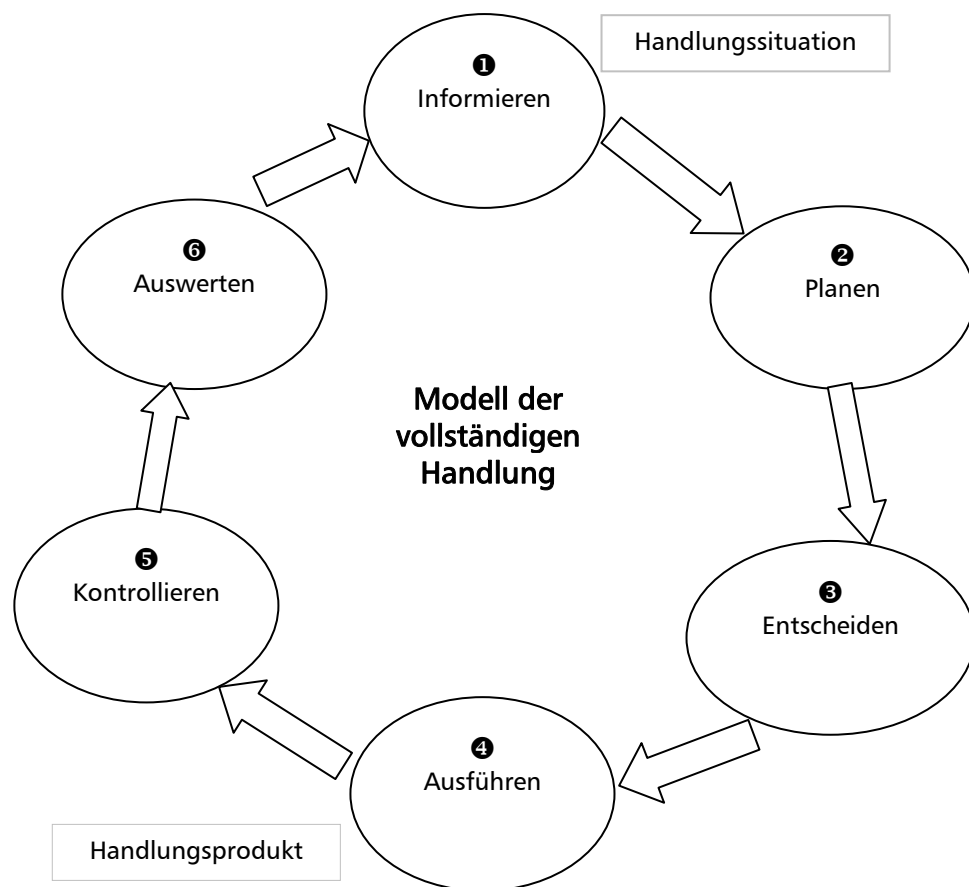 Handlungssituation
❶
Informieren
❷
Planen
❸
Entscheiden
❹
Ausführen
❺
Kontrollieren
❻
Auswerten
Modell der
vollständigen
Handlung
Handlungsprodukt